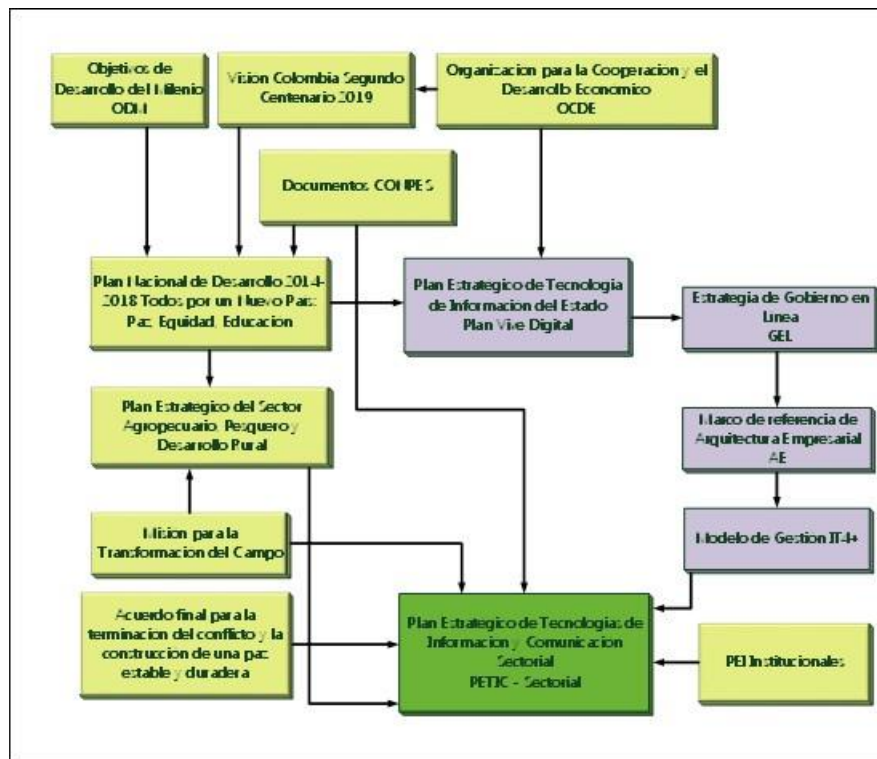 Objetivos de
Desarrollo del Milenio
ODM
Vision Colombia Segundo
Centenario 2019
Organizacion para la Cooperacion y el
Desarrollo Economico
OCDE
Documentos CONPES
Plan Nacional de Desarrollo 2014-
2018 Todos por un Nuevo Pais:
Paz, Equidad, Educacion
Plan Estratégico de Tecnologia
de Informacion del Estado
Plan Vive Digital
Estrategia de Gobierno en
Linea
GEL
Plan Estrategico del Sector
Agropecuario, Pesquero y
Desarrollo Rural
Marco de referencia de
Arquitectura Empresarial
AE
Mision para la
Transformacion del Campo
Modelo de Gestion IT4+
Acuerdo final para la
terminacion del conflicto y la
construcción de una paz
estable y duradera
Plan Estrategico de Tecnologias de
Informacion y Comunicacion
Sectorial
PETIC - Sectorial
PEI Institucionales